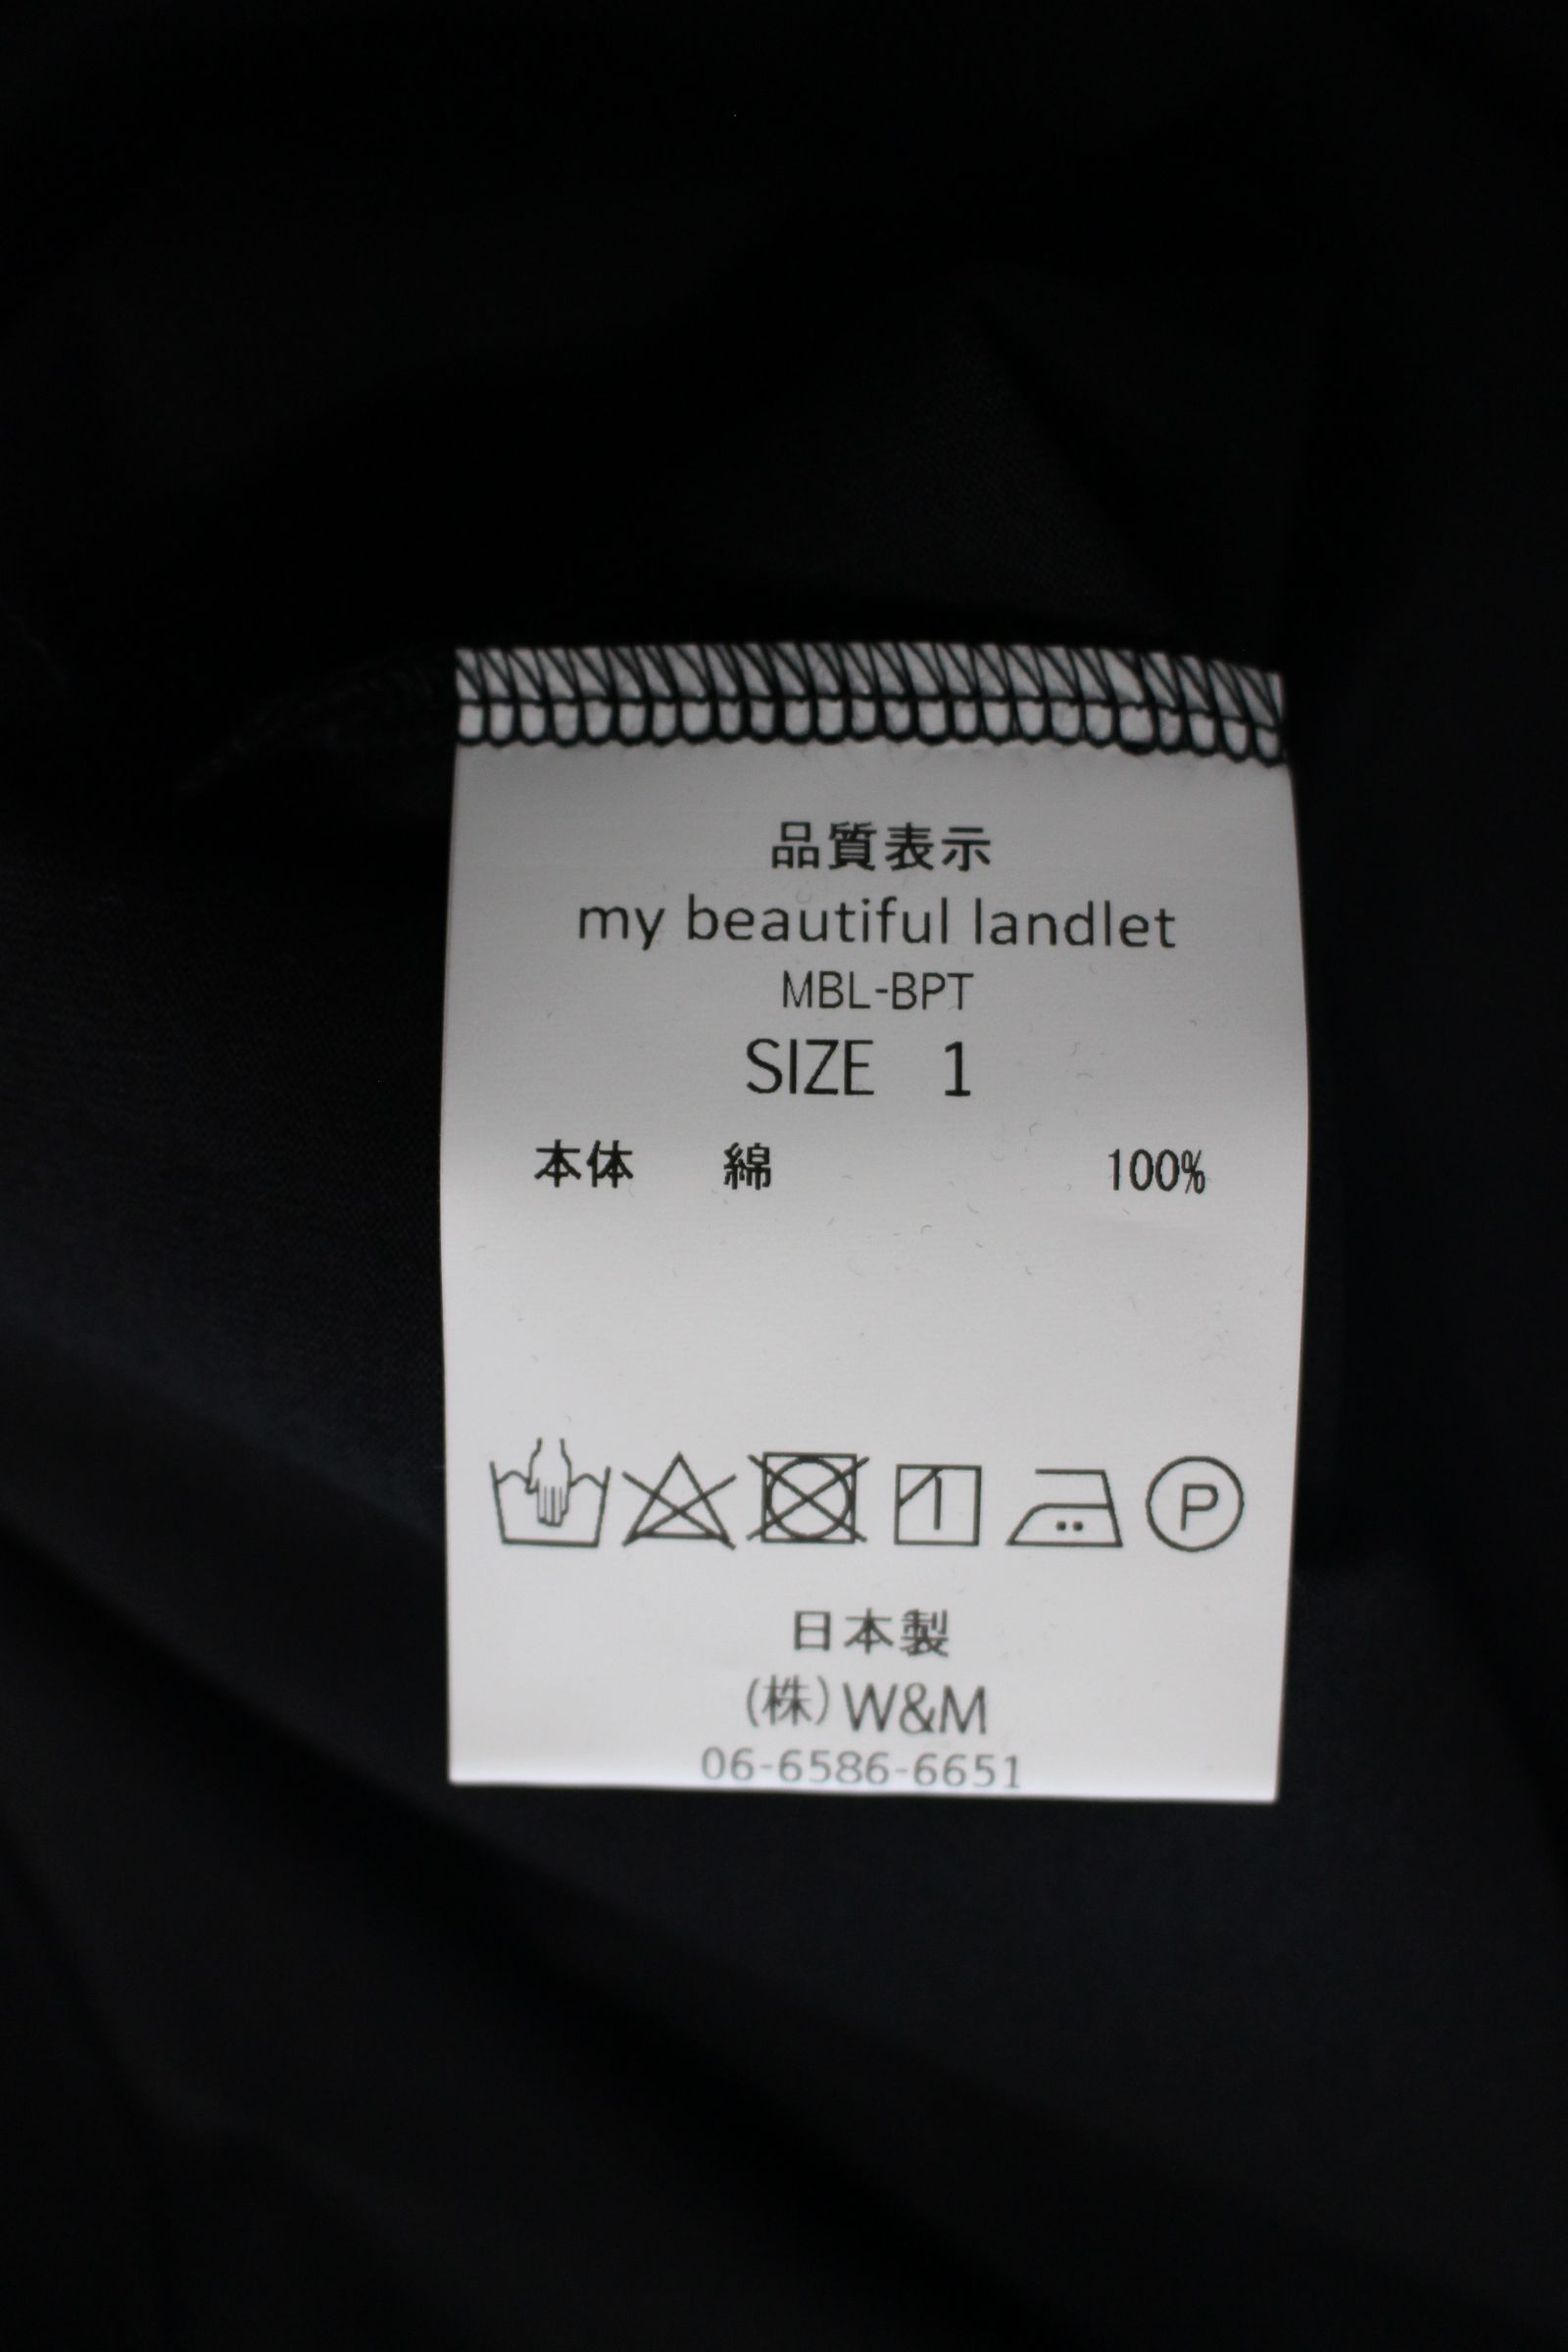 品質表示
my beautiful landlet
MBL-BPT
SIZE 1
本体 綿 100%
P
日本製
(株)W&M
06-6586-6651